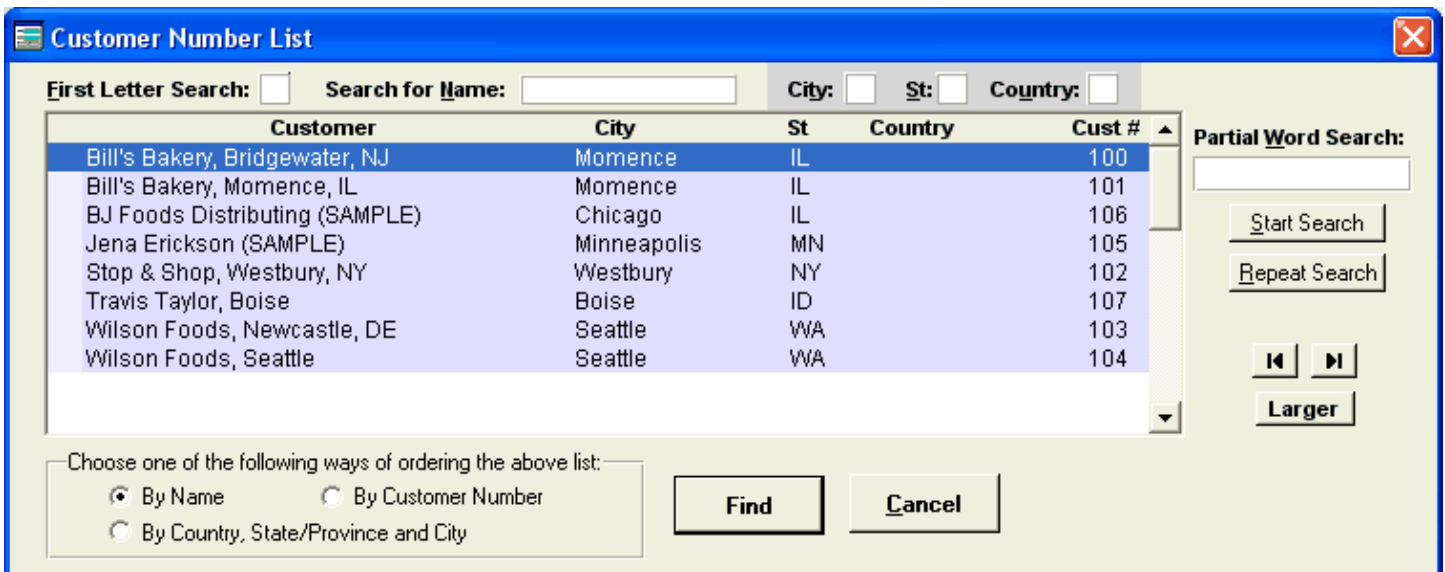 Customer Number List
First Letter Search: Search for Name: City: St: Country:
Customer City St Country Cust #
Partial Word Search:
Bill's Bakery, Bridgewater, NJ Momence IL 100
Bill's Bakery, Momence, IL Momence IL 101
BJ Foods Distributing (SAMPLE) Chicago IL 106
Start Search
Jena Erickson (SAMPLE) Minneapolis MN 105
Stop & Shop, Westbury, NY Westbury NY 102
Repeat Search
Travis Taylor, Boise Boise ID 107
Wilson Foods, Newcastle, DE Seattle WA 103
Wilson Foods, Seattle Seattle WA 104
Larger
Choose one of the following ways of ordering the above list:
By Name By Customer Number
By Country, State/Province and City
Find Cancel